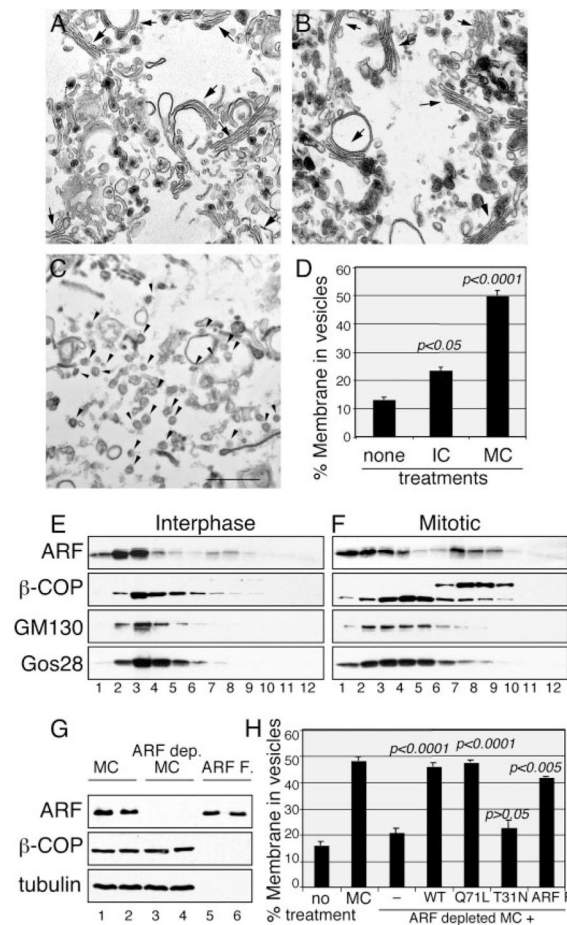 A
B
C
D
60
50
40
30
20
10
0
% Membrane in vesicles
p<0.05
p<0.0001
none IC MC
treatments
E Interphase
F Mitotic
ARF
β-COP
GM130
Gos28
1 2 3 4 5 6 7 8 9 10 11 12
1 2 3 4 5 6 7 8 9 10 11 12
G
MC
ARF dep.
MC
ARF F.
ARF
β-COP
tubulin
1 2 3 4 5 6
H
60
50
40
30
20
10
0
% Membrane in vesicles
p<0.0001
p<0.0001
p<0.005
p>0.05
no MC – WT Q71L T31N ARF F
treatment
ARF depleted MC +